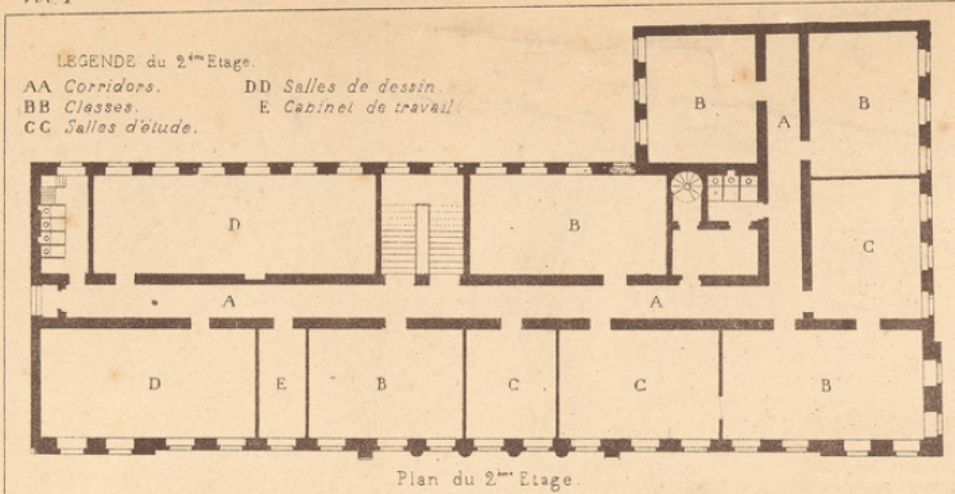 LEGENDE du 2ème Etage.
AA Corridors.
BB Classes.
CC Salles d'étude.
DD Salles de dessin.
E Cabinet de travail.
B
A
B
D
B
C
A
A
D
E
B
C
C
B
Plan du 2ème Etage.